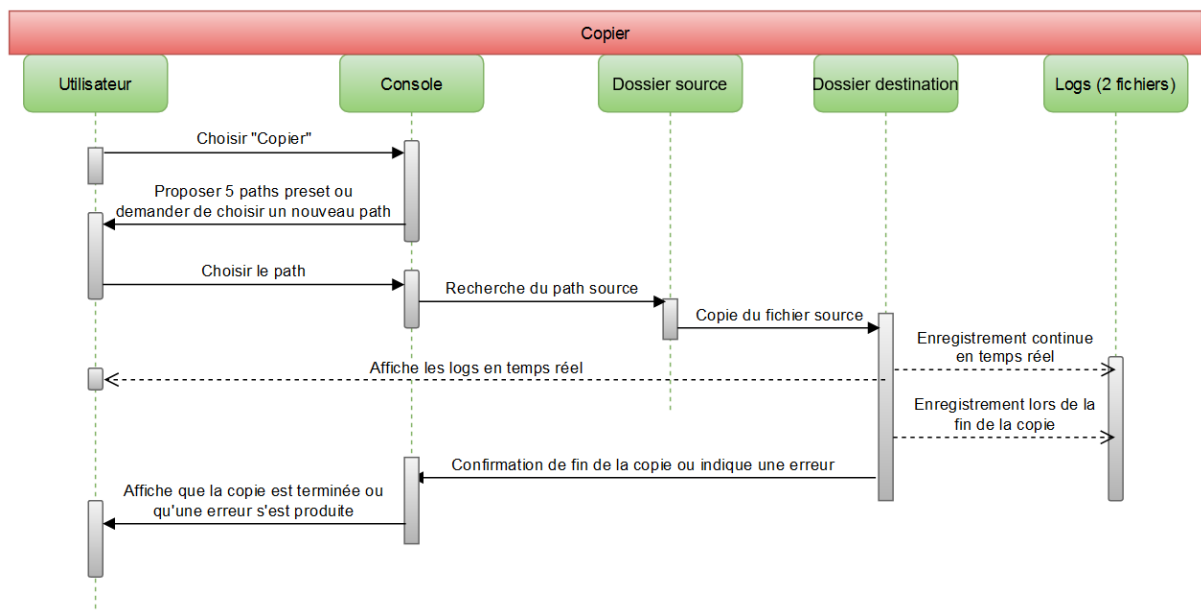 Copier
Utilisateur
Console
Dossier source
Dossier destination
Logs (2 fichiers)
Choisir "Copier"
Proposer 5 paths preset ou
demander de choisir un nouveau path
Choisir le path
Recherche du path source
Copie du fichier source
Enregistrement continue
en temps réel
Affiche les logs en temps réel
Enregistrement lors de la
fin de la copie
Confirmation de fin de la copie ou indique une erreur
Affiche que la copie est terminée ou
qu'une erreur s'est produite